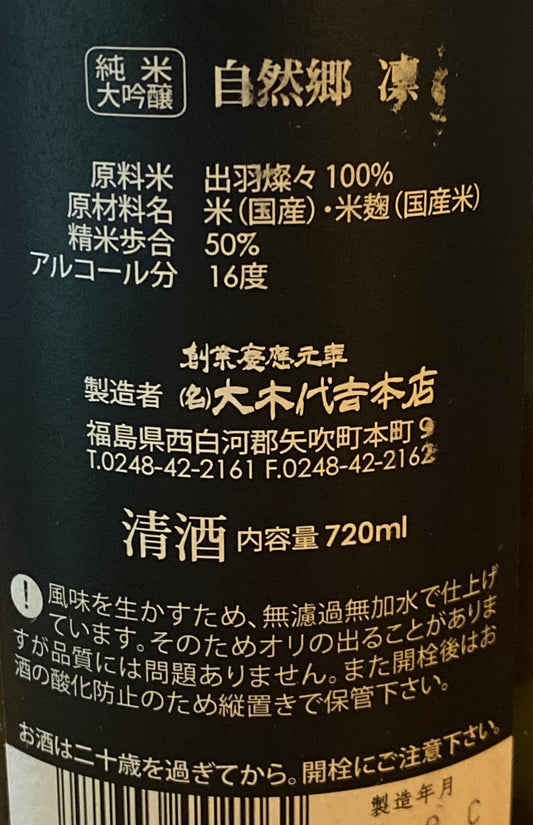 純米
大吟醸
自然郷 凛
原料米 出羽燦々100%
原材料名 米(国産)・米麹(国産米)
精米歩合 50%
アルコール分 16度
創業慶應元年
製造者 (名)大木代吉本店
福島県西白河郡矢吹町本町9
T.0248-42-2161 F.0248-42-2162
清酒 内容量 720ml
! 風味を生かすため、無濾過無加水で仕上げ
ています。そのためオリの出ることがありま
すが品質には問題ありません。また開栓後はお
酒の酸化防止のため縦置きで保管下さい。
お酒は二十歳を過ぎてから。開栓にご注意下さい。
製造年月